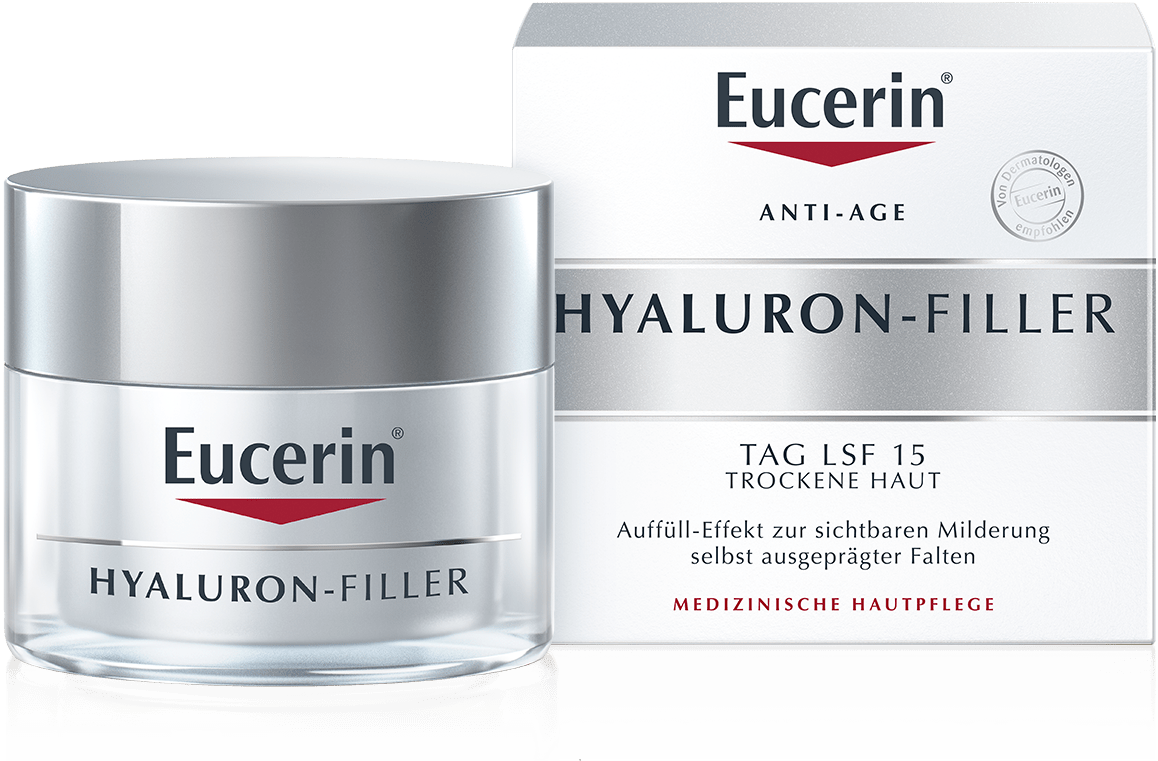 Eucerin®
ANTI-AGE
Von Dermatologen
Eucerin
empfohlen
HYALURON-FILLER
TAG LSF 15
TROCKENE HAUT
Auffüll-Effekt zur sichtbaren Milderung
selbst ausgeprägter Falten
MEDIZINISCHE HAUTPFLEGE
Eucerin®
HYALURON-FILLER